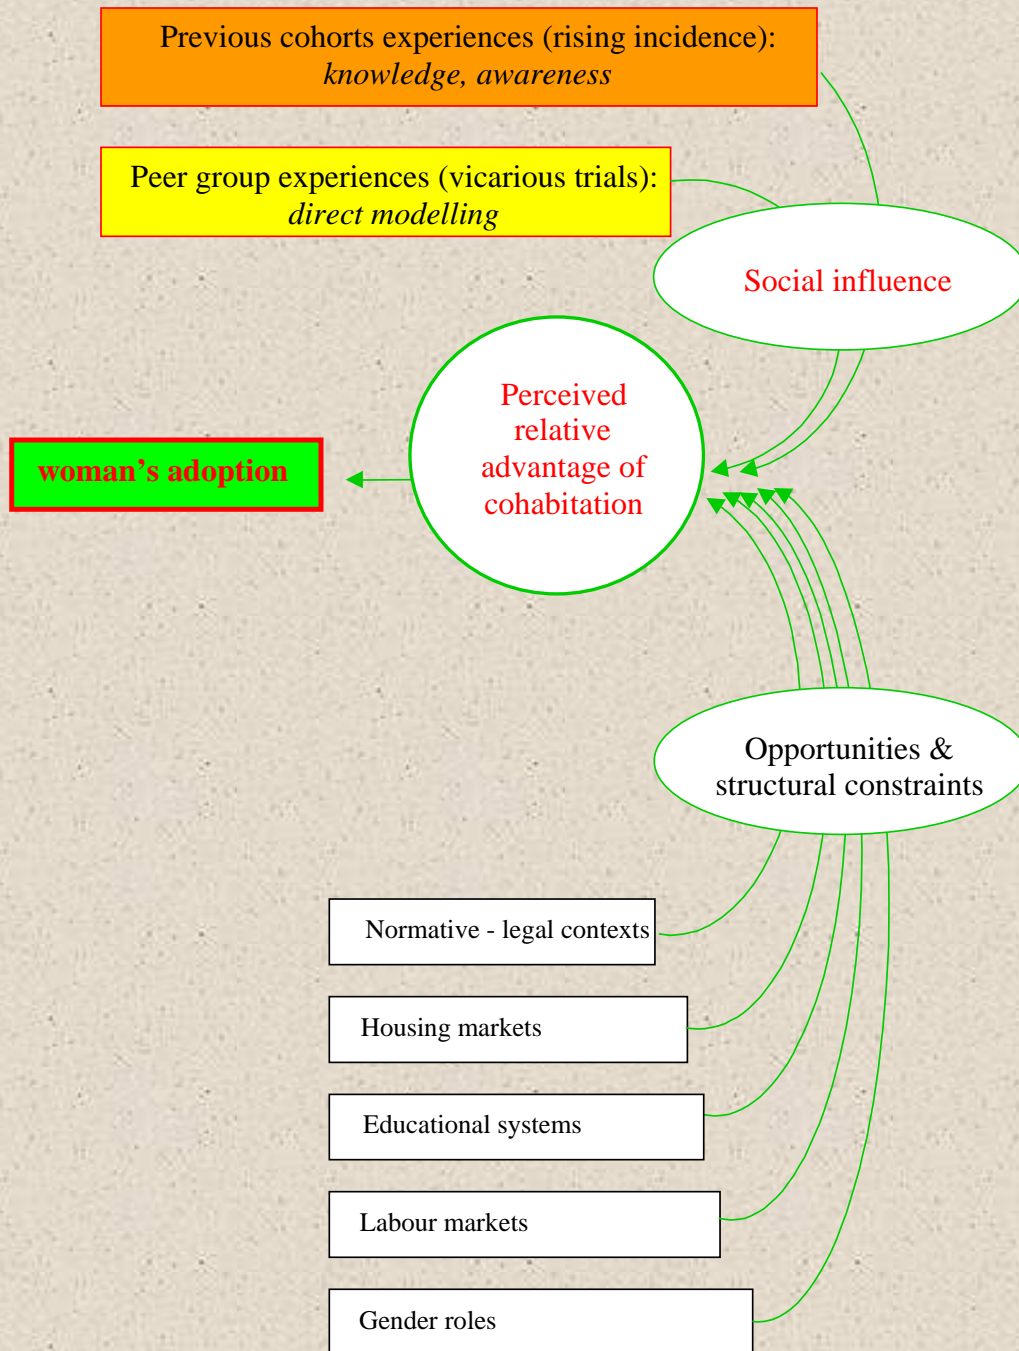 Previous cohorts experiences (rising incidence):
knowledge, awareness
Peer group experiences (vicarious trials):
direct modelling
Social influence
Perceived
relative
advantage of
cohabitation
woman’s adoption
Opportunities &
structural constraints
Normative - legal contexts
Housing markets
Educational systems
Labour markets
Gender roles